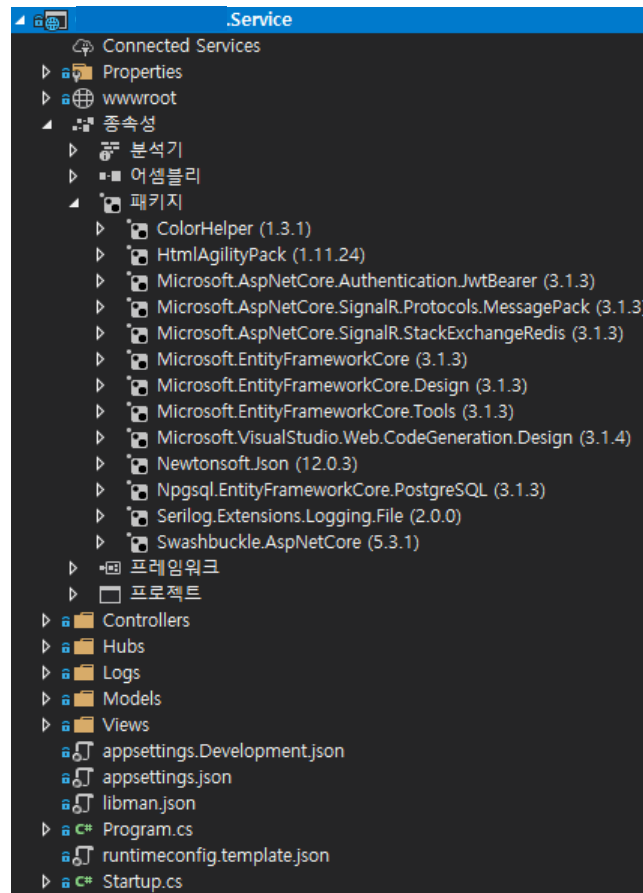 .Service
Connected Services
Properties
wwwroot
종속성
분석기
어셈블리
패키지
ColorHelper (1.3.1)
HtmlAgilityPack (1.11.24)
Microsoft.AspNetCore.Authentication.JwtBearer (3.1.3)
Microsoft.AspNetCore.SignalR.Protocols.MessagePack (3.1.3)
Microsoft.AspNetCore.SignalR.StackExchangeRedis (3.1.3)
Microsoft.EntityFrameworkCore (3.1.3)
Microsoft.EntityFrameworkCore.Design (3.1.3)
Microsoft.EntityFrameworkCore.Tools (3.1.3)
Microsoft.VisualStudio.Web.CodeGeneration.Design (3.1.4)
Newtonsoft.Json (12.0.3)
Npgsql.EntityFrameworkCore.PostgreSQL (3.1.3)
Serilog.Extensions.Logging.File (2.0.0)
Swashbuckle.AspNetCore (5.3.1)
프레임워크
프로젝트
Controllers
Hubs
Logs
Models
Views
appsettings.Development.json
appsettings.json
libman.json
C# Program.cs
runtimeconfig.template.json
C# Startup.cs